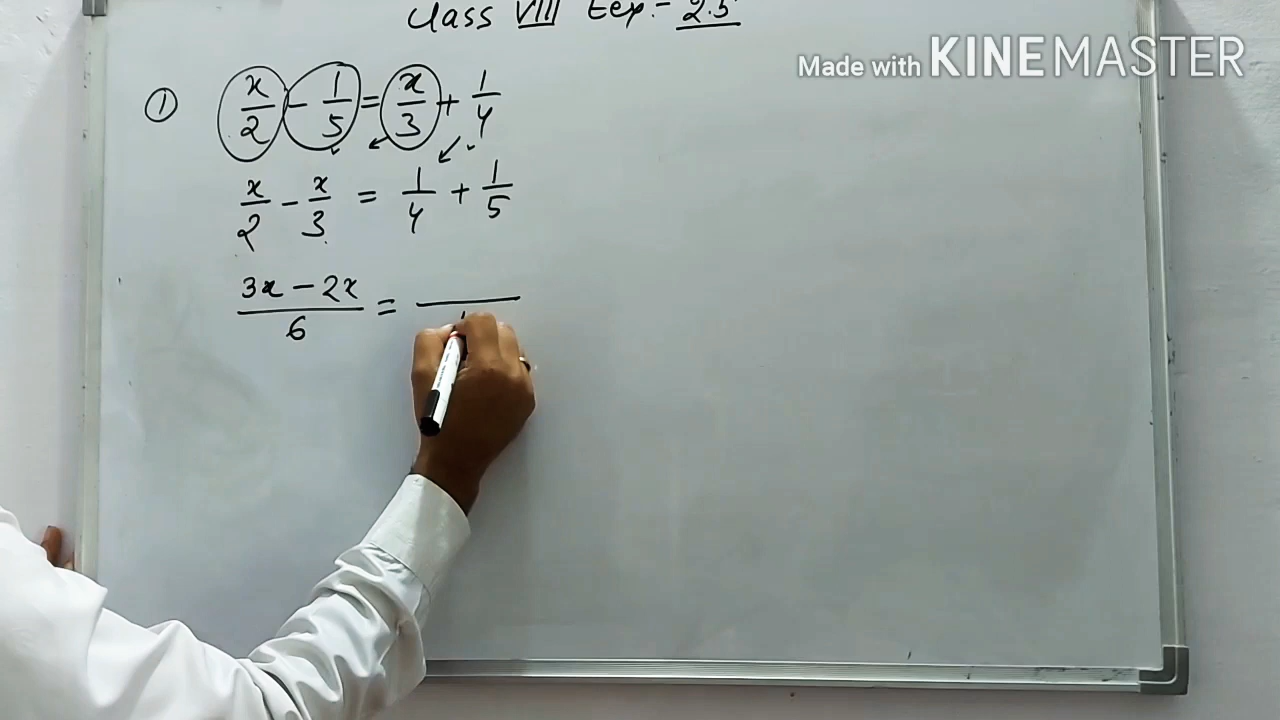 Class VIII Eex:- 2.5
Made with KINEMASTER
① x/2 - 1/5 = x/3 + 1/4
x/2 - x/3 = 1/4 + 1/5
(3x - 2x)/6 =